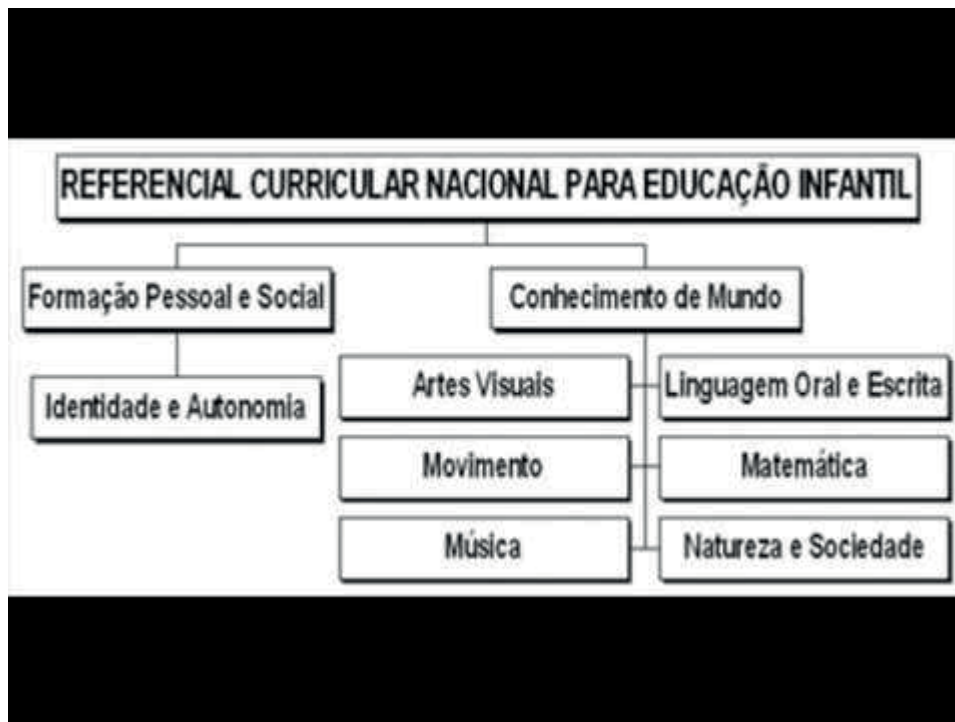 REFERENCIAL CURRICULAR NACIONAL PARA EDUCAÇÃO INFANTIL
Formação Pessoal e Social
Conhecimento de Mundo
Identidade e Autonomia
Artes Visuais
Linguagem Oral e Escrita
Movimento
Matemática
Música
Natureza e Sociedade